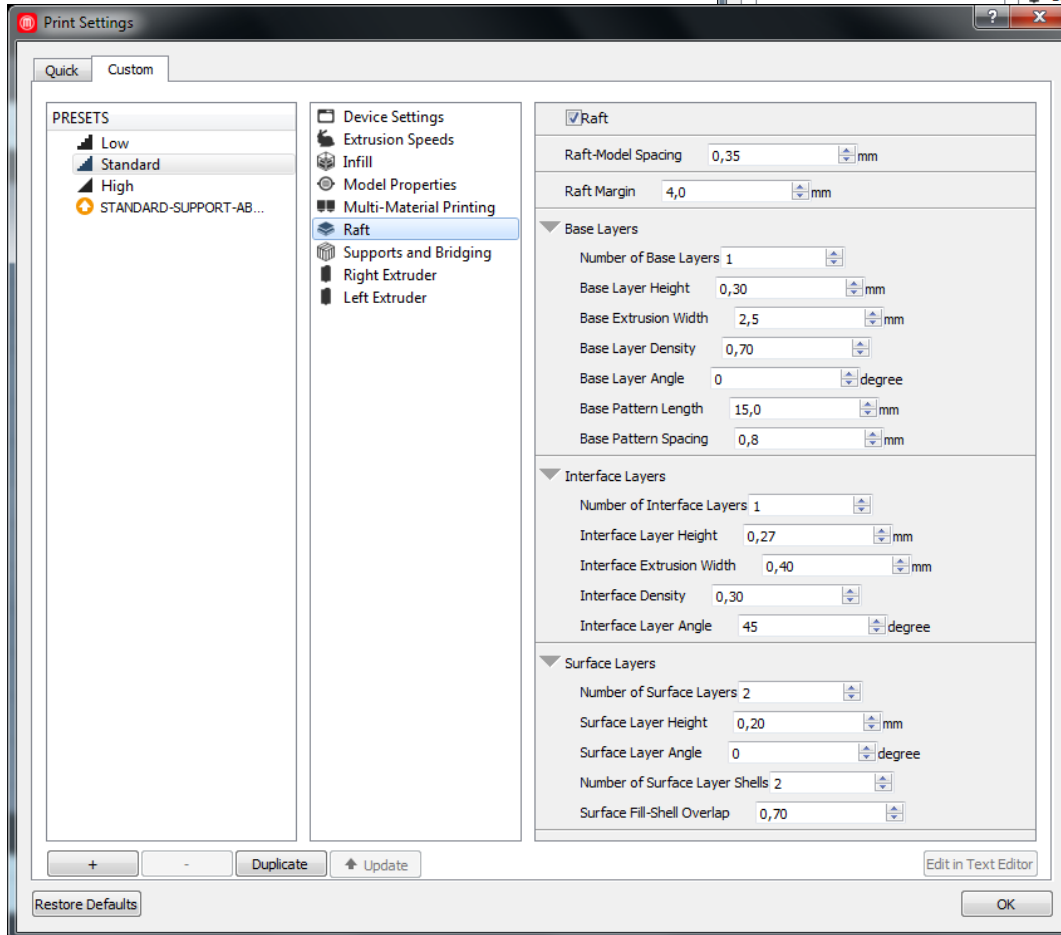 Print Settings
?
x
Quick
Custom
PRESETS
Low
Standard
High
STANDARD-SUPPORT-AB...
Device Settings
Extrusion Speeds
Infill
Model Properties
Multi-Material Printing
Raft
Supports and Bridging
Right Extruder
Left Extruder
Raft
Raft-Model Spacing 0,35 mm
Raft Margin 4,0 mm
Base Layers
Number of Base Layers 1
Base Layer Height 0,30 mm
Base Extrusion Width 2,5 mm
Base Layer Density 0,70
Base Layer Angle 0 degree
Base Pattern Length 15,0 mm
Base Pattern Spacing 0,8 mm
Interface Layers
Number of Interface Layers 1
Interface Layer Height 0,27 mm
Interface Extrusion Width 0,40 mm
Interface Density 0,30
Interface Layer Angle 45 degree
Surface Layers
Number of Surface Layers 2
Surface Layer Height 0,20 mm
Surface Layer Angle 0 degree
Number of Surface Layer Shells 2
Surface Fill-Shell Overlap 0,70
+ - Duplicate Update Edit in Text Editor
Restore Defaults OK